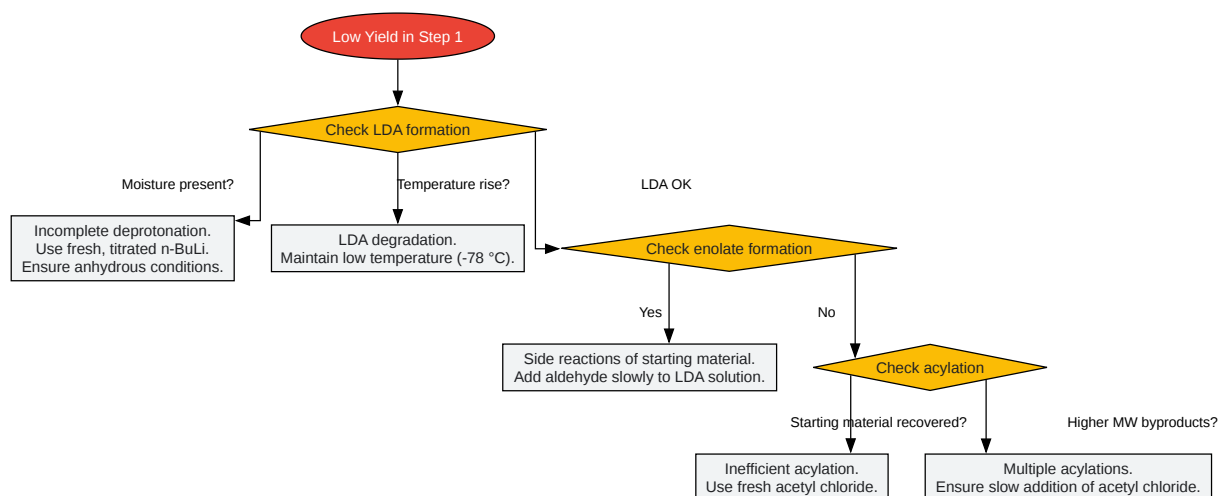 Low Yield in Step 1
Check LDA formation
Moisture present?
Temperature rise?
LDA OK
Incomplete deprotonation.
Use fresh, titrated n-BuLi.
Ensure anhydrous conditions.
LDA degradation.
Maintain low temperature (-78 °C).
Check enolate formation
Yes
No
Side reactions of starting material.
Add aldehyde slowly to LDA solution.
Check acylation
Starting material recovered?
Higher MW byproducts?
Inefficient acylation.
Use fresh acetyl chloride.
Multiple acylations.
Ensure slow addition of acetyl chloride.